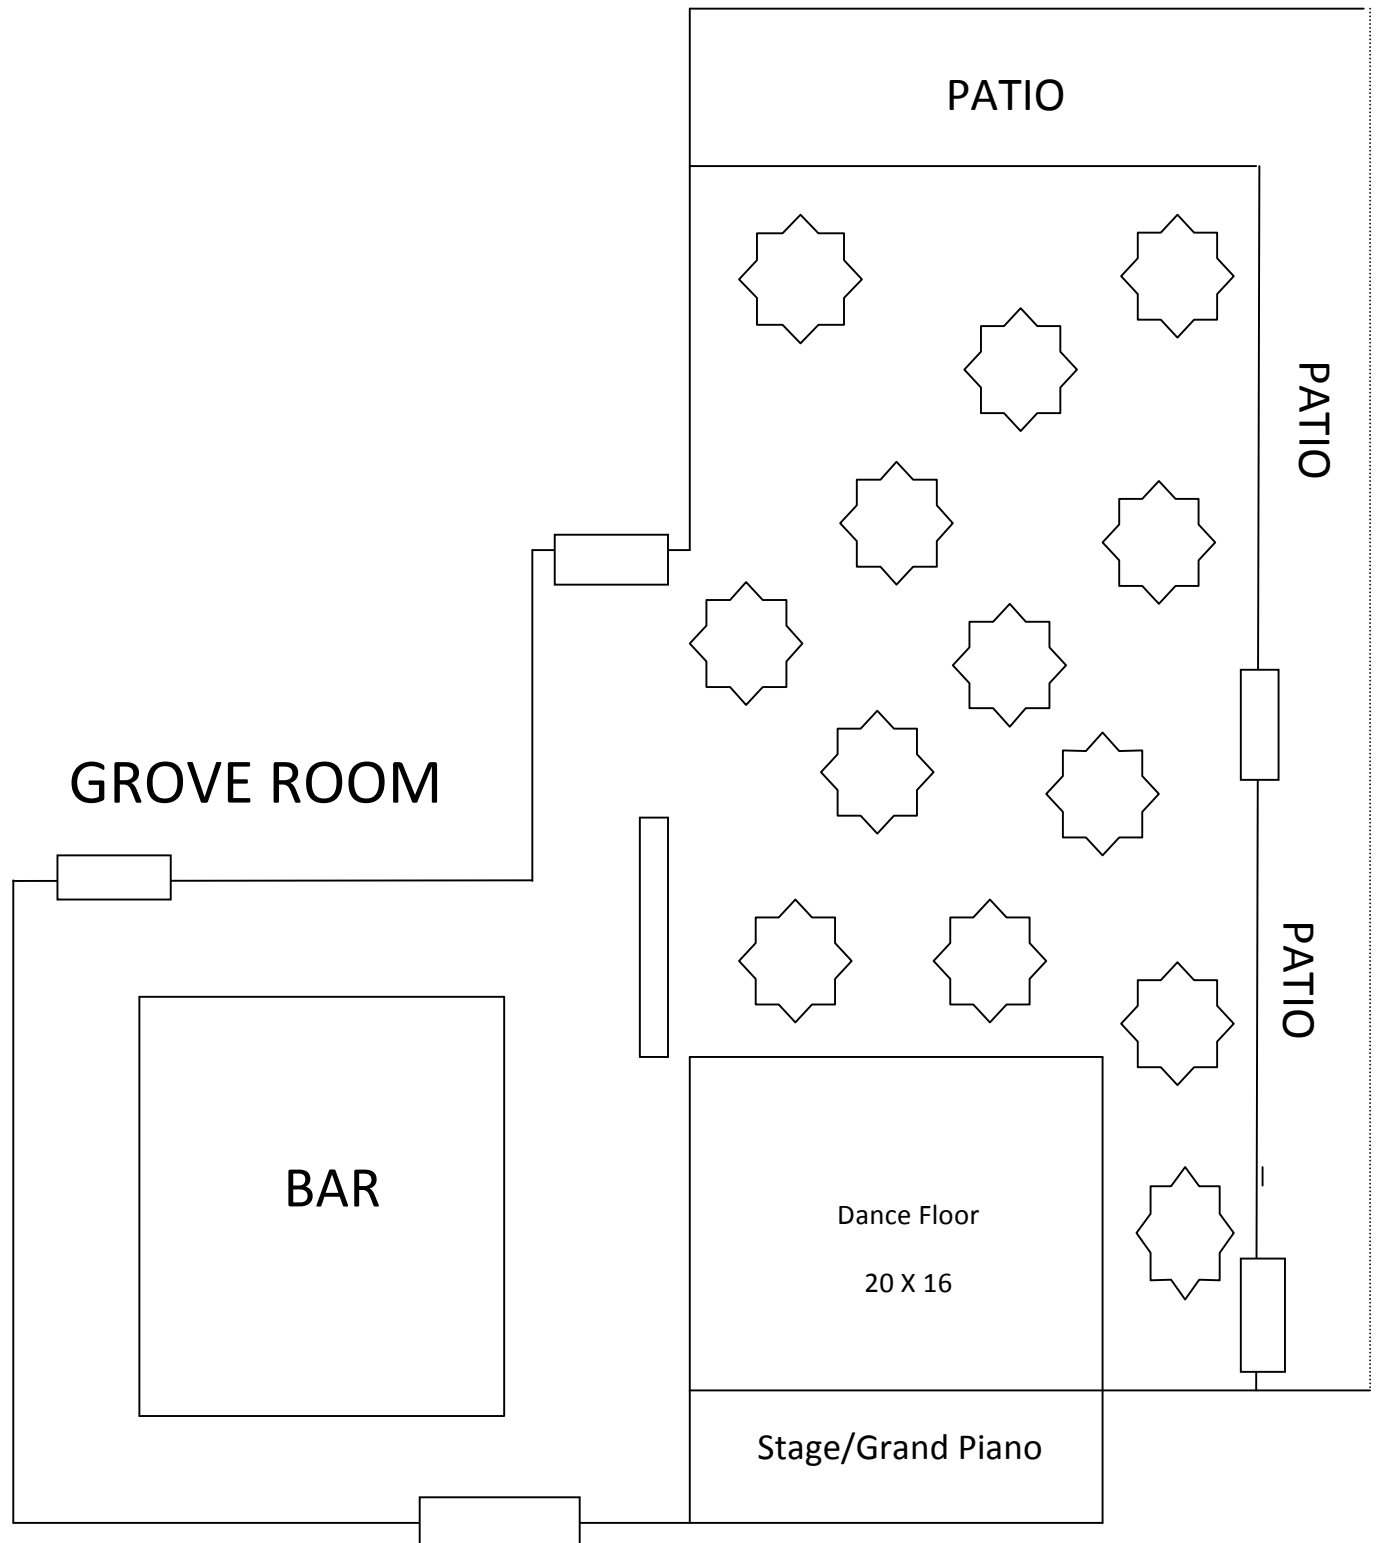 PATIO
PATIO
GROVE ROOM
PATIO
BAR
Dance Floor
20 X 16
Stage/Grand Piano